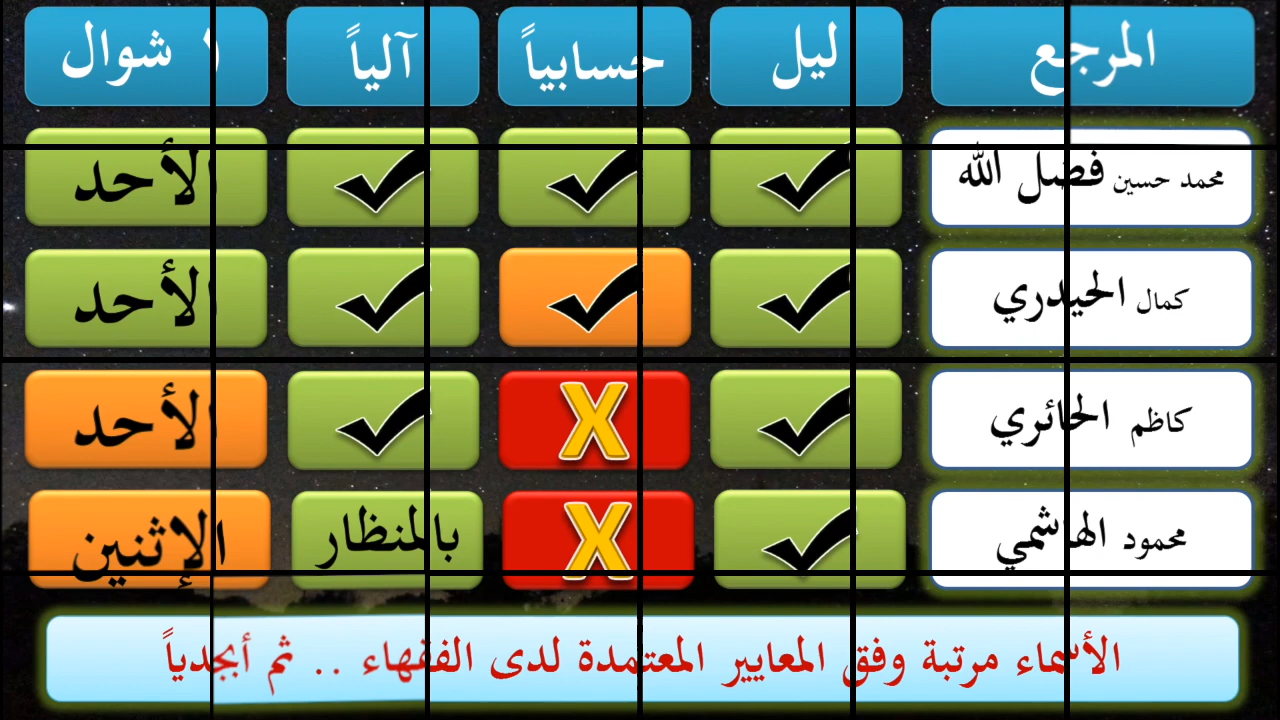 المرجع ليل حسابياً آلياً ١ شوال
محمد حسين فضل الله الأحد
كمال الحيدري الأحد
كاظم الحائري X الأحد
محمود الهاشمي X بالمنظار الإثنين
الأسماء مرتبة وفق المعايير المعتمدة لدى الفقهاء .. ثم أبجدياً